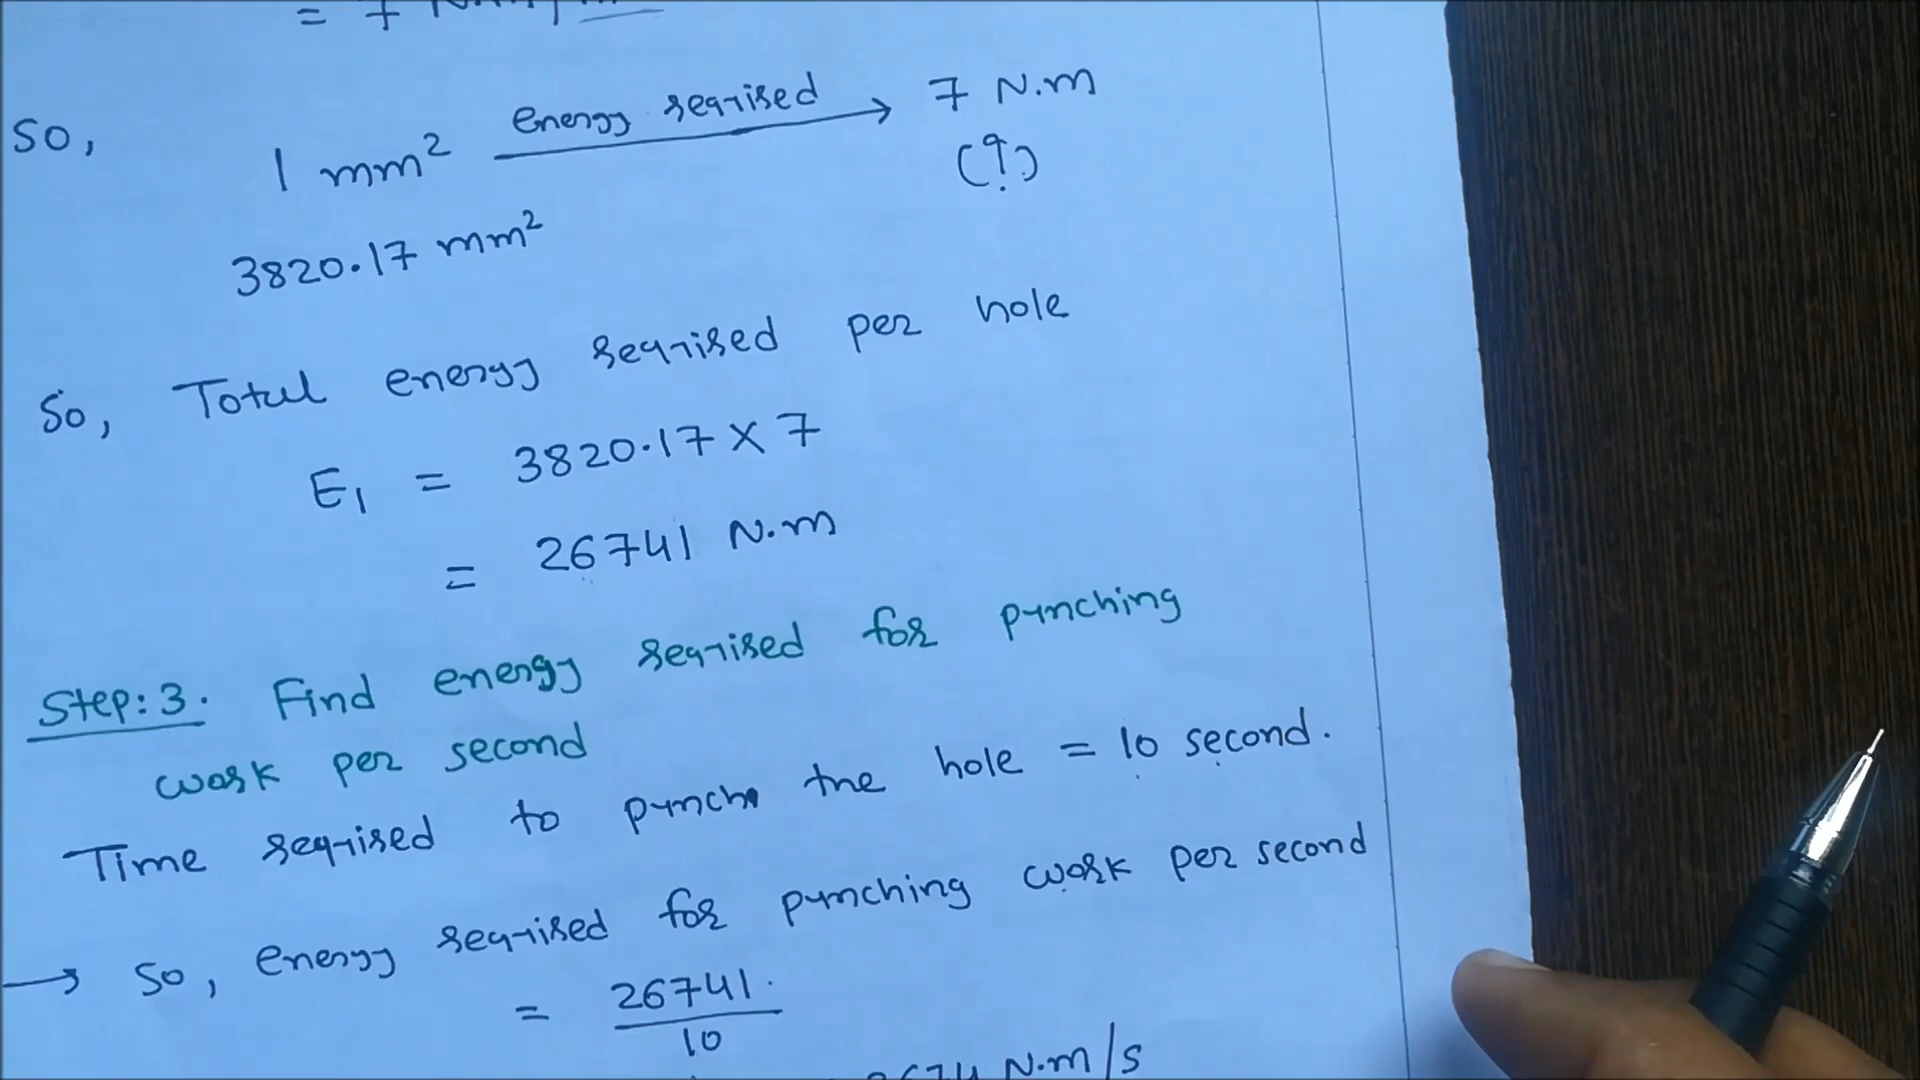 = 7
So,
1 mm² energy required → 7 N.m
3820.17 mm² (?)
So, Total energy required per hole
E₁ = 3820.17 × 7
= 26741 N.m
Step:3. Find energy required for punching
work per second
Time required to punch the hole = 10 second.
→ So, energy required for punching work per second
= 26741
10
N.m/s